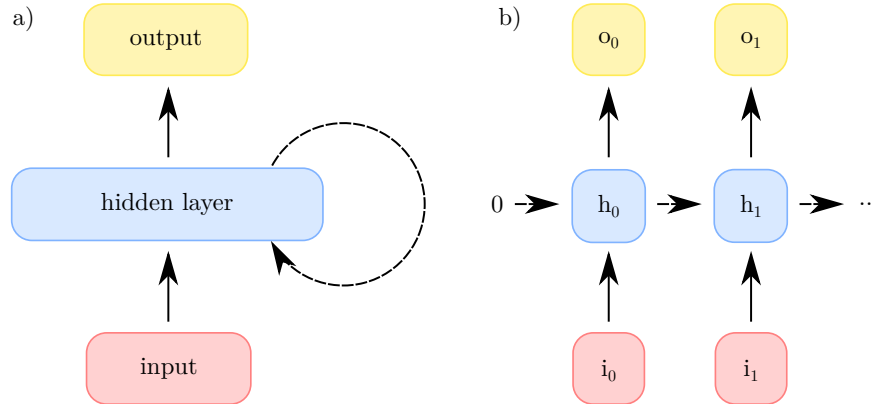 a)
output
hidden layer
input
b)
o₀ o₁
0 h₀ h₁ ..
i₀ i₁